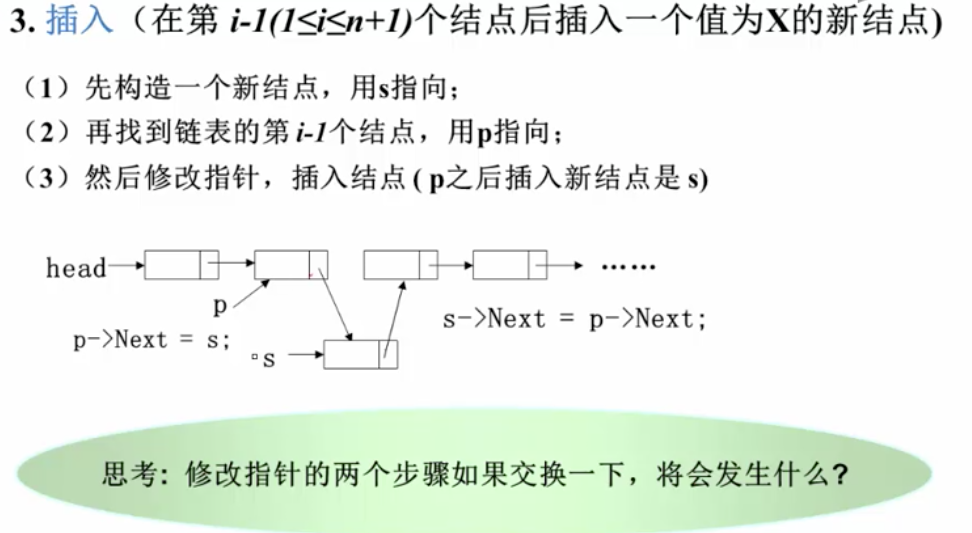 3. 插入（在第 i-1(1≤i≤n+1)个结点后插入一个值为X的新结点)
（1）先构造一个新结点，用s指向；
（2）再找到链表的第 i-1个结点，用p指向；
（3）然后修改指针，插入结点 ( p之后插入新结点是 s)
head
……
p
s->Next = p->Next;
p->Next = s;
s
思考: 修改指针的两个步骤如果交换一下，将会发生什么?